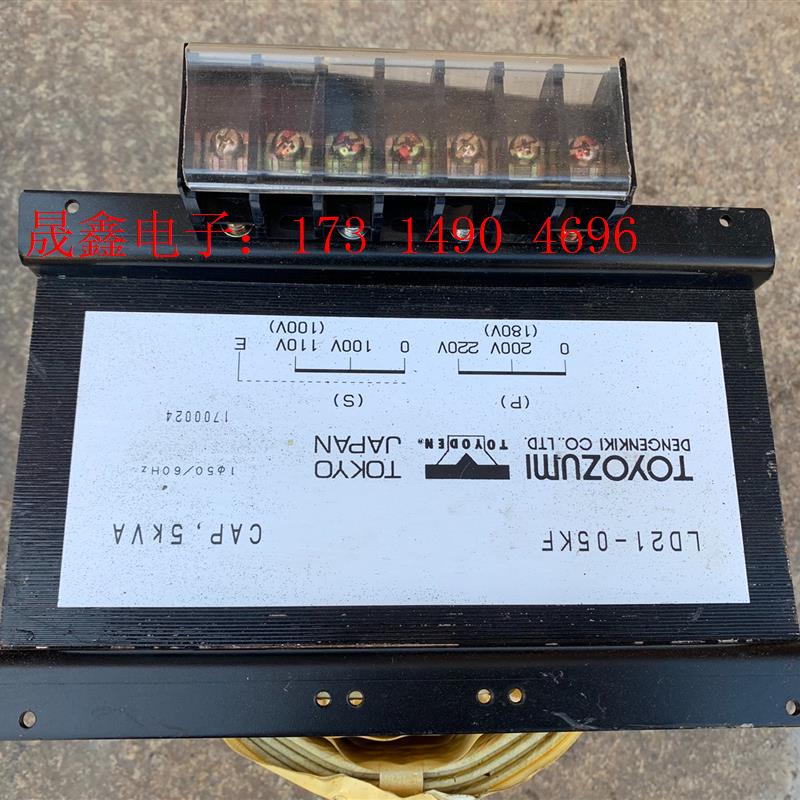 晟鑫电子：173 1490 4696
LD21-05KF CAP, 5kVA
TOYOZUMI
DENGENKIKI CO. LTD.
TOYODEN.
TOKYO
JAPAN
1φ50/60Hz
1700024
(P) (S)
0 200V 220V 0 100V 110V E
(180V) (100V)